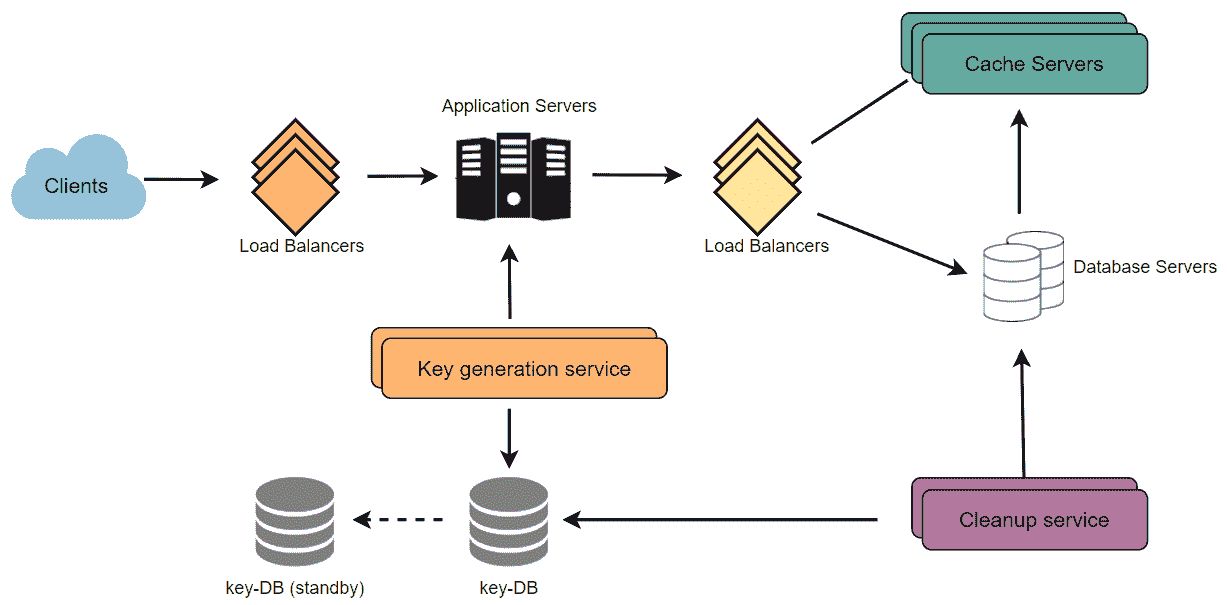 Cache Servers
Application Servers
Clients
Load Balancers
Load Balancers
Database Servers
Key generation service
Cleanup service
key-DB (standby)
key-DB